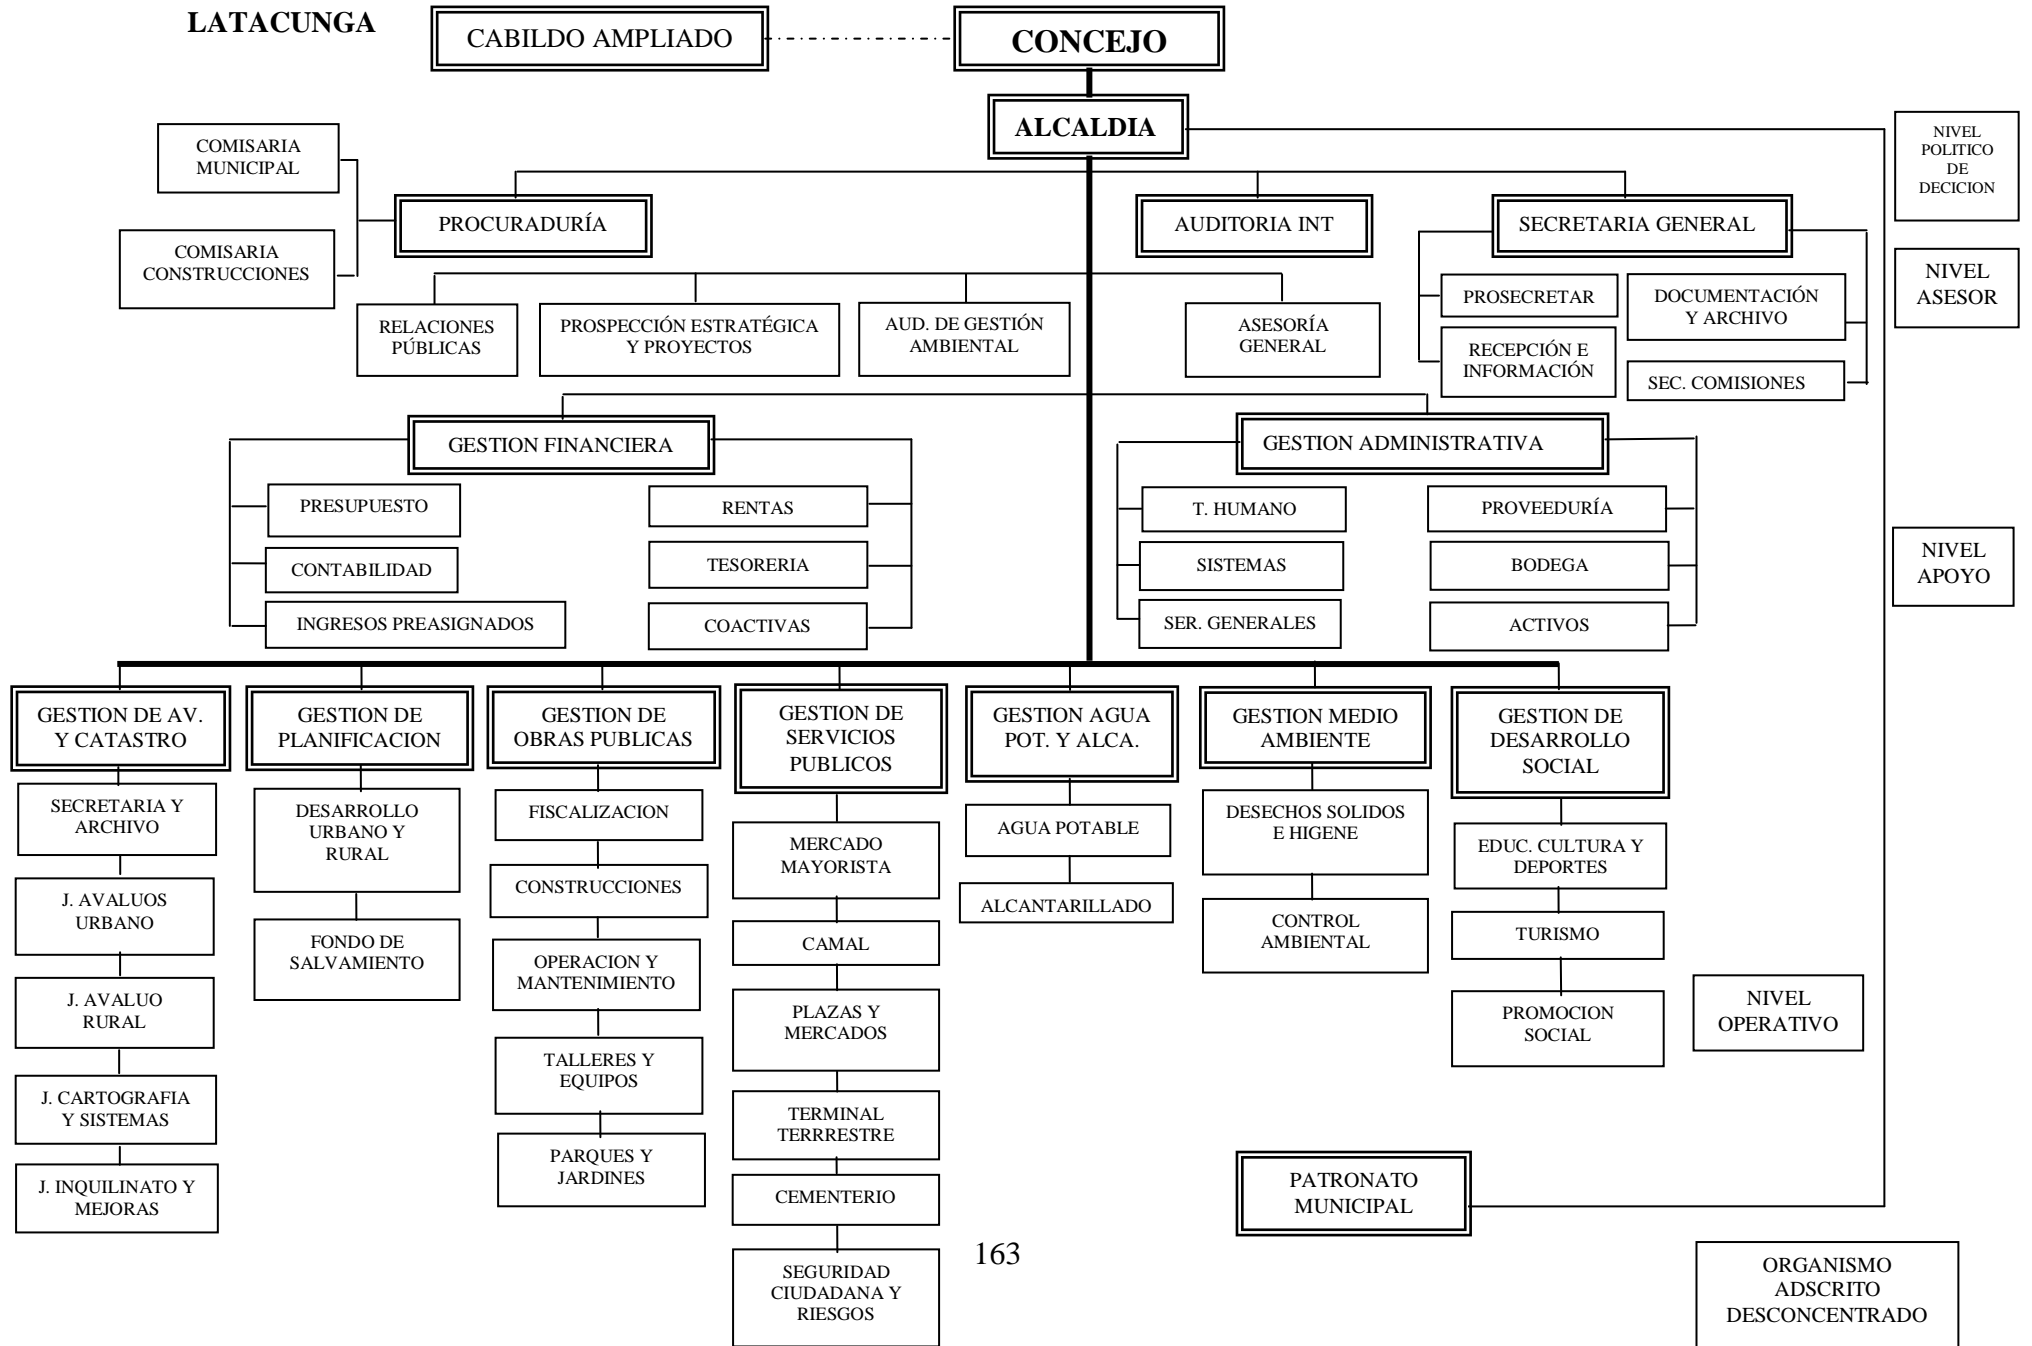 LATACUNGA
CABILDO AMPLIADO
CONCEJO
ALCALDIA
COMISARIA
MUNICIPAL
NIVEL
POLITICO
DE
DECICION
PROCURADURÍA
AUDITORIA INT
SECRETARIA GENERAL
COMISARIA
CONSTRUCCIONES
NIVEL
ASESOR
RELACIONES
PÚBLICAS
PROSPECCIÓN ESTRATÉGICA
Y PROYECTOS
AUD. DE GESTIÓN
AMBIENTAL
ASESORÍA
GENERAL
PROSECRETAR
DOCUMENTACIÓN
Y ARCHIVO
RECEPCIÓN E
INFORMACIÓN
SEC. COMISIONES
GESTION FINANCIERA
GESTION ADMINISTRATIVA
PRESUPUESTO
RENTAS
T. HUMANO
PROVEEDURÍA
CONTABILIDAD
TESORERIA
SISTEMAS
BODEGA
NIVEL
APOYO
INGRESOS PREASIGNADOS
COACTIVAS
SER. GENERALES
ACTIVOS
GESTION DE AV.
Y CATASTRO
GESTION DE
PLANIFICACION
GESTION DE
OBRAS PUBLICAS
GESTION DE
SERVICIOS
PUBLICOS
GESTION AGUA
POT. Y ALCA.
GESTION MEDIO
AMBIENTE
GESTION DE
DESARROLLO
SOCIAL
SECRETARIA Y
ARCHIVO
J. AVALUOS
URBANO
J. AVALUO
RURAL
J. CARTOGRAFIA
Y SISTEMAS
J. INQUILINATO Y
MEJORAS
DESARROLLO
URBANO Y
RURAL
FONDO DE
SALVAMIENTO
FISCALIZACION
CONSTRUCCIONES
OPERACION Y
MANTENIMIENTO
TALLERES Y
EQUIPOS
PARQUES Y
JARDINES
MERCADO
MAYORISTA
CAMAL
PLAZAS Y
MERCADOS
TERMINAL
TERRRESTRE
CEMENTERIO
SEGURIDAD
CIUDADANA Y
RIESGOS
AGUA POTABLE
ALCANTARILLADO
DESECHOS SOLIDOS
E HIGENE
CONTROL
AMBIENTAL
EDUC. CULTURA Y
DEPORTES
TURISMO
PROMOCION
SOCIAL
NIVEL
OPERATIVO
PATRONATO
MUNICIPAL
163
ORGANISMO
ADSCRITO
DESCONCENTRADO